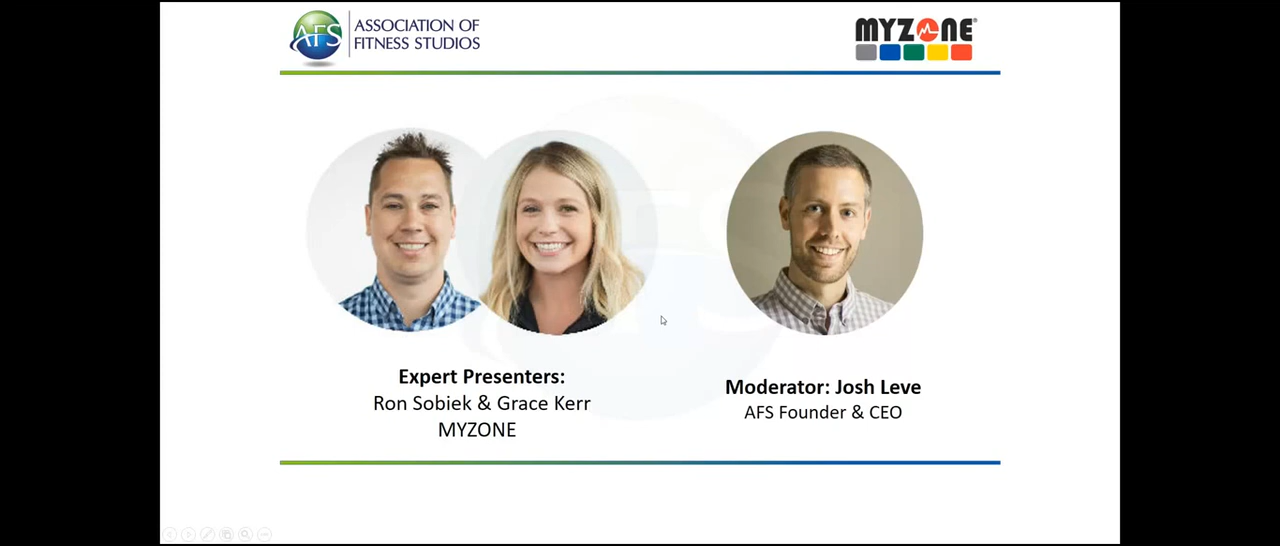 AFS
ASSOCIATION OF
FITNESS STUDIOS
MYZONE
Expert Presenters:
Ron Sobiek & Grace Kerr
MYZONE
Moderator: Josh Leve
AFS Founder & CEO